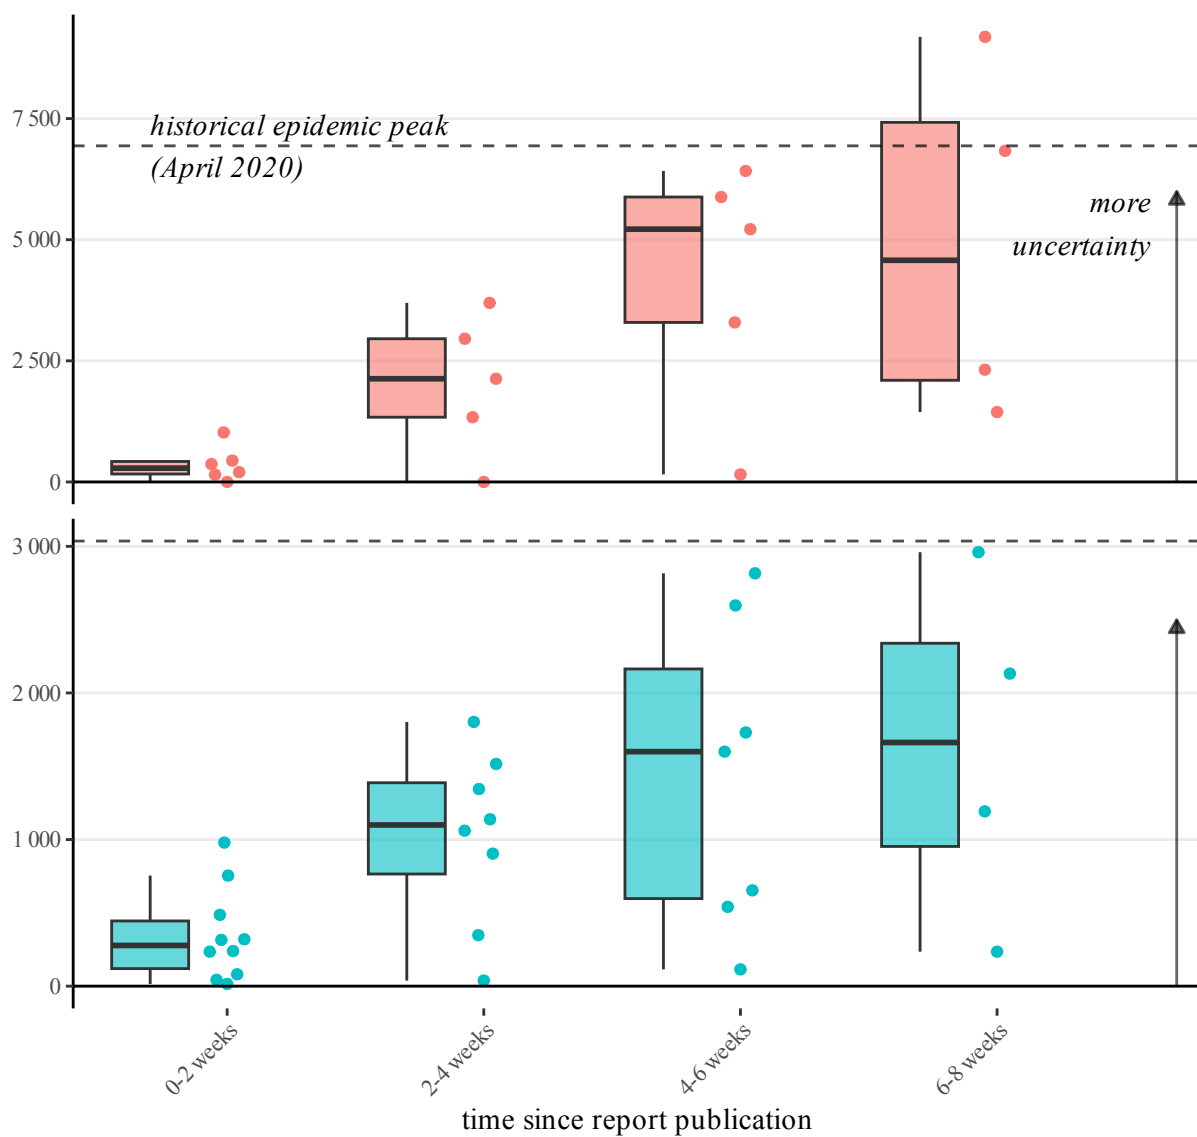 7 500
historical epidemic peak
(April 2020)
more
5 000
uncertainty
2 500
0
3 000
2 000
1 000
0
0-2 weeks
2-4 weeks
4-6 weeks
6-8 weeks
time since report publication